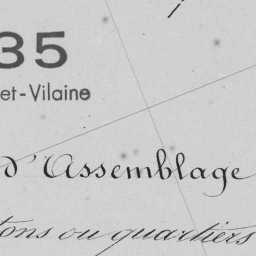 35
et-Vilaine
d'Assemblage
tons ou quartiers